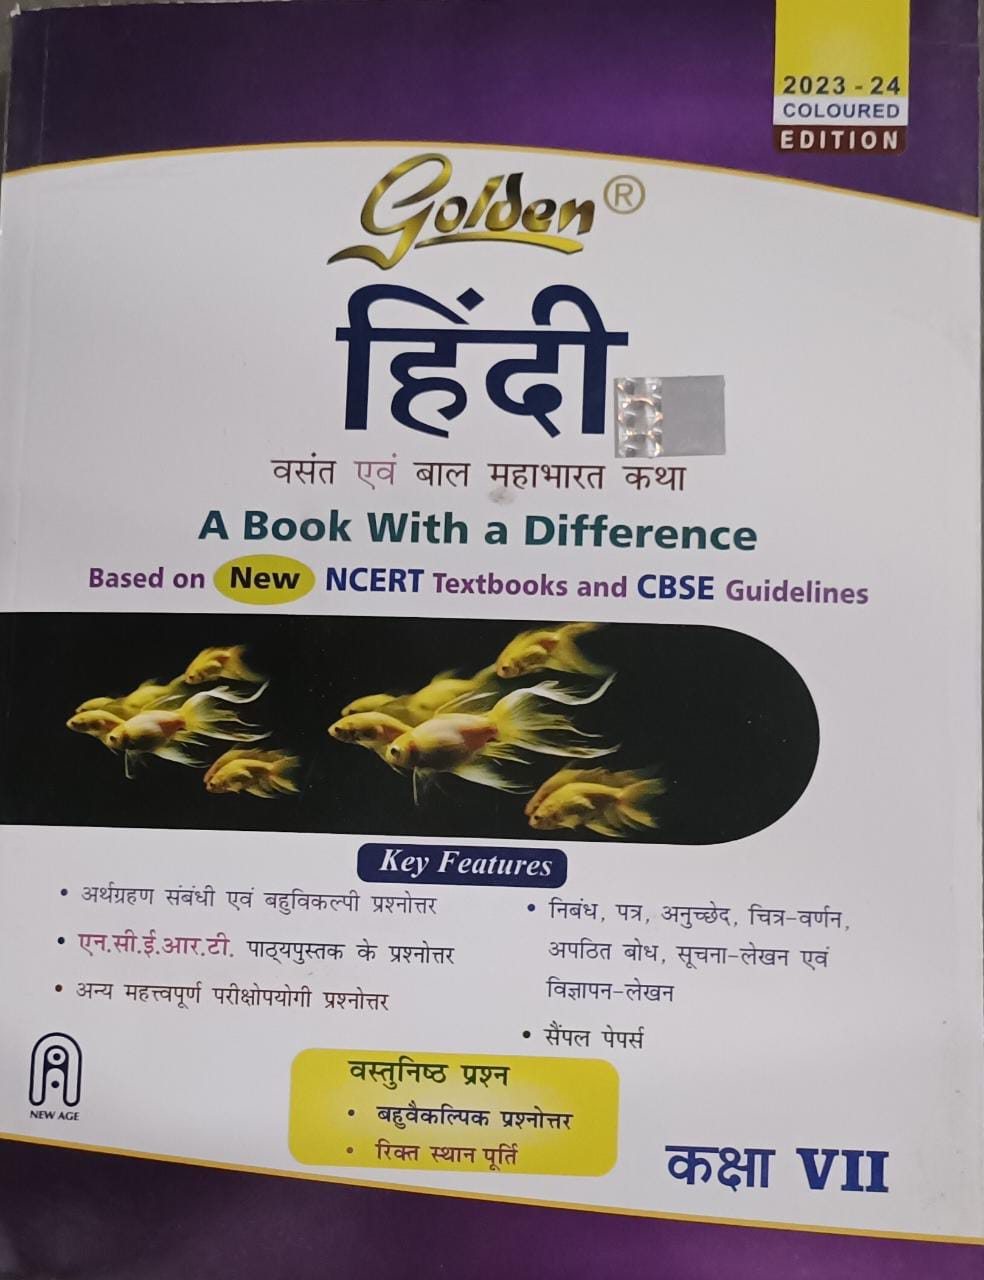 2023 - 24
COLOURED
EDITION
Golden ®
हिंदी
वसंत एवं बाल महाभारत कथा
A Book With a Difference
Based on New NCERT Textbooks and CBSE Guidelines
Key Features
• अर्थग्रहण संबंधी एवं बहुविकल्पी प्रश्नोत्तर
• एन.सी.ई.आर.टी. पाठ्यपुस्तक के प्रश्नोत्तर
• अन्य महत्त्वपूर्ण परीक्षोपयोगी प्रश्नोत्तर
• निबंध, पत्र, अनुच्छेद, चित्र-वर्णन,
अपठित बोध, सूचना-लेखन एवं
विज्ञापन-लेखन
• सैंपल पेपर्स
NEW AGE
वस्तुनिष्ठ प्रश्न
• बहुवैकल्पिक प्रश्नोत्तर
• रिक्त स्थान पूर्ति
कक्षा VII